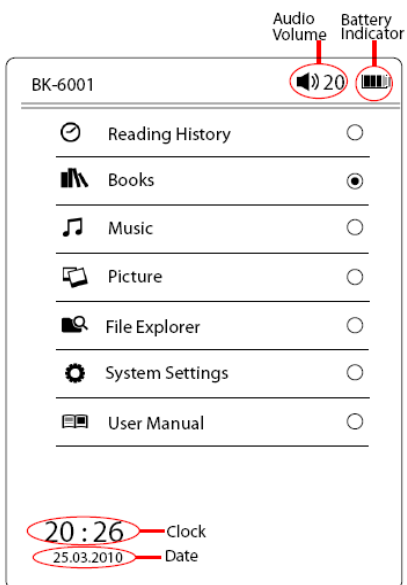 Audio Battery
Volume Indicator
BK-6001 20
Reading History
Books
Music
Picture
File Explorer
System Settings
User Manual
20 : 26 Clock
25.03.2010 Date